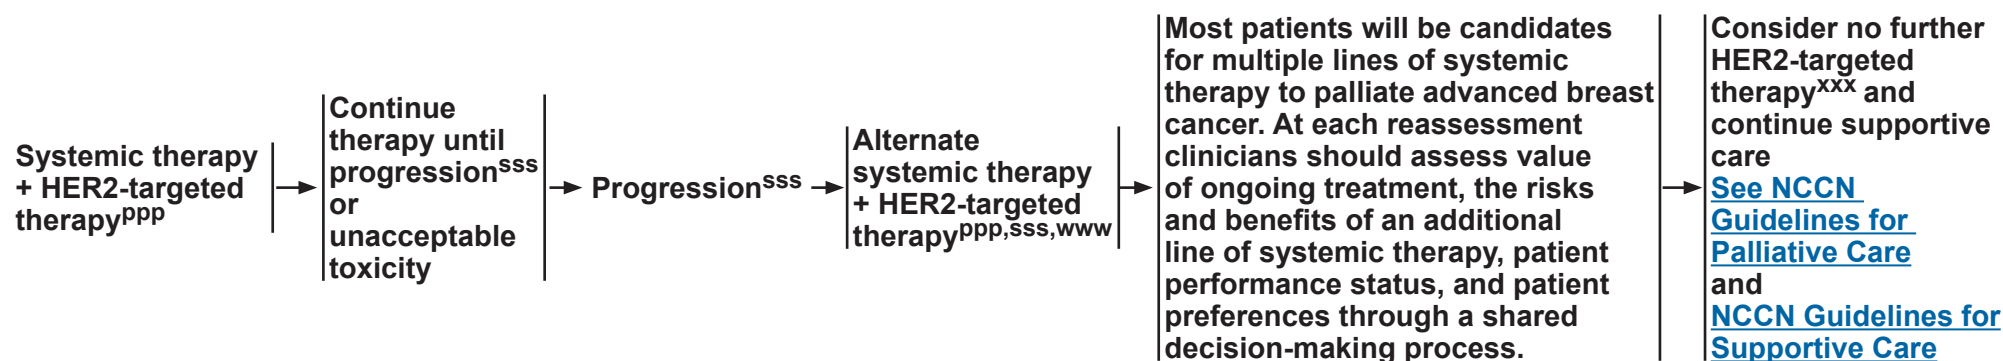 Systemic therapy
+ HER2-targeted
therapyppp
Continue
therapy until
progressionsss
or
unacceptable
toxicity
Progressionsss
Alternate
systemic therapy
+ HER2-targeted
therapyppp,sss,www
Most patients will be candidates
for multiple lines of systemic
therapy to palliate advanced breast
cancer. At each reassessment
clinicians should assess value
of ongoing treatment, the risks
and benefits of an additional
line of systemic therapy, patient
performance status, and patient
preferences through a shared
decision-making process.
Consider no further
HER2-targeted
therapyxxx and
continue supportive
care
See NCCN
Guidelines for
Palliative Care
and
NCCN Guidelines for
Supportive Care